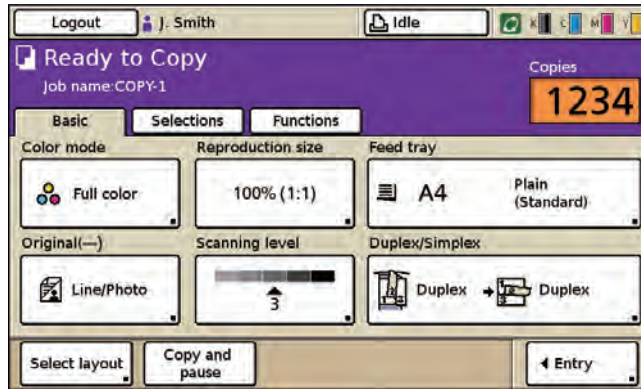 Logout
J. Smith
Idle
K C M Y
Ready to Copy
Job name:COPY-1
Copies
1234
Basic
Selections
Functions
Color mode
Reproduction size
Feed tray
Full color
100% (1:1)
A4
Plain
(Standard)
Original(—)
Scanning level
Duplex/Simplex
Line/Photo
3
Duplex
Duplex
Select layout
Copy and
pause
Entry